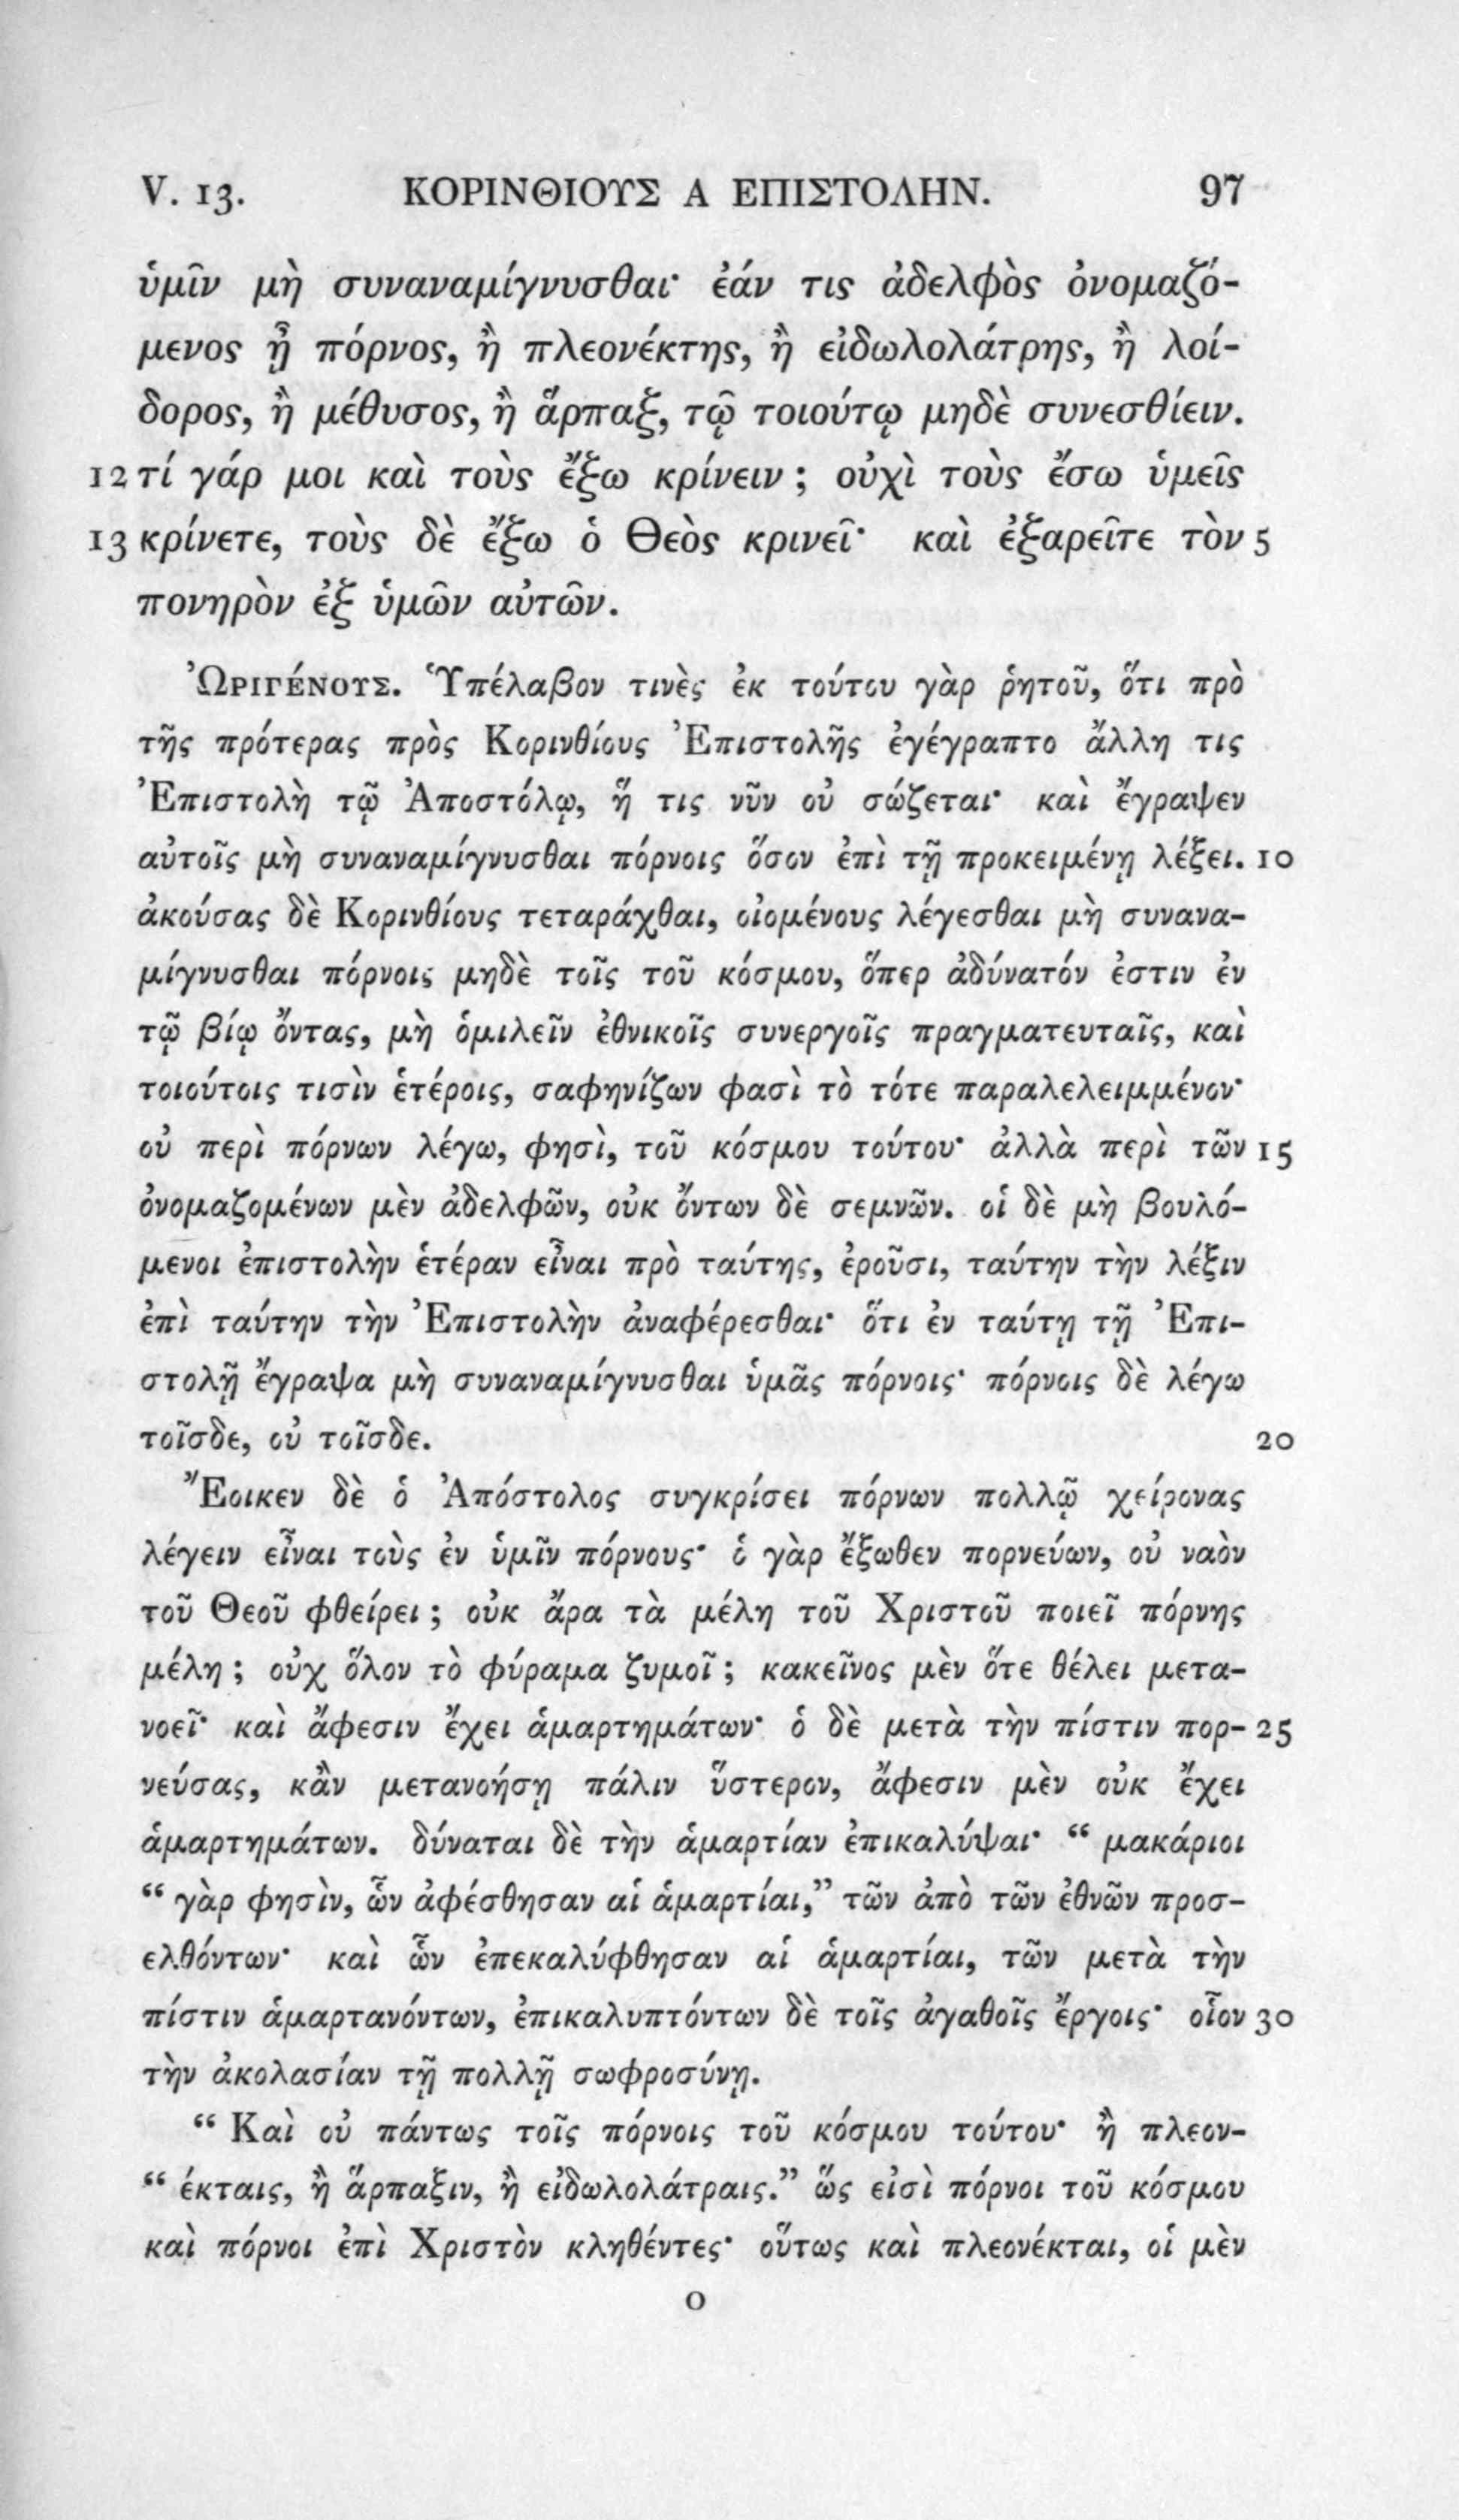 V. 13. ΚΟΡΙΝΘΙΟΥΣ Α ΕΠΙΣΤΟΛΗΝ. 97
ὑμῖν μὴ συναναμίγνυσθαι· ἐάν τις ἀδελφὸς ὀνομαζό-
μενος ᾖ πόρνος, ἢ πλεονέκτης, ἢ εἰδωλολάτρης, ἢ λοί-
δορος, ἢ μέθυσος, ἢ ἅρπαξ, τῷ τοιούτῳ μηδὲ συνεσθίειν.
12 τί γάρ μοι καὶ τοὺς ἔξω κρίνειν ; οὐχὶ τοὺς ἔσω ὑμεῖς
13 κρίνετε, τοὺς δὲ ἔξω ὁ Θεὸς κρινεῖ· καὶ ἐξαρεῖτε τὸν 5
πονηρὸν ἐξ ὑμῶν αὐτῶν.
ὨΡΙΓΈΝΟΥΣ. Ὑπέλαβον τινὲς ἐκ τούτου γὰρ ῥητοῦ, ὅτι πρὸ
τῆς πρότερας πρὸς Κορινθίους Ἐπιστολῆς ἐγέγραπτο ἄλλη τις
Ἐπιστολὴ τῷ Ἀποστόλῳ, ἥ τις νῦν οὐ σώζεται· καὶ ἔγραψεν
αὐτοῖς μὴ συναναμίγνυσθαι πόρνοις ὅσον ἐπὶ τῇ προκειμένῃ λέξει. 10
ἀκούσας δὲ Κορινθίους τεταράχθαι, οἰομένους λέγεσθαι μὴ συνανα-
μίγνυσθαι πόρνοις μηδὲ τοῖς τοῦ κόσμου, ὅπερ ἀδύνατόν ἐστιν ἐν
τῷ βίῳ ὄντας, μὴ ὁμιλεῖν ἐθνικοῖς συνεργοῖς πραγματευταῖς, καὶ
τοιούτοις τισὶν ἑτέροις, σαφηνίζων φασὶ τὸ τότε παραλελειμμένον·
οὐ περὶ πόρνων λέγω, φησὶ, τοῦ κόσμου τούτου· ἀλλὰ περὶ τῶν 15
ὀνομαζομένων μὲν ἀδελφῶν, οὐκ ὄντων δὲ σεμνῶν. οἱ δὲ μὴ βουλό-
μενοι ἐπιστολὴν ἑτέραν εἶναι πρὸ ταύτης, ἐροῦσι, ταύτην τὴν λέξιν
ἐπὶ ταύτην τὴν Ἐπιστολὴν ἀναφέρεσθαι· ὅτι ἐν ταύτῃ τῇ Ἐπι-
στολῇ ἔγραψα μὴ συναναμίγνυσθαι ὑμᾶς πόρνοις· πόρνοις δὲ λέγω
τοῖσδε, οὐ τοῖσδε. 20
Ἔοικεν δὲ ὁ Ἀπόστολος συγκρίσει πόρνων πολλῷ χείρονας
λέγειν εἶναι τοὺς ἐν ὑμῖν πόρνους· ὁ γὰρ ἔξωθεν πορνεύων, οὐ ναὸν
τοῦ Θεοῦ φθείρει ; οὐκ ἄρα τὰ μέλη τοῦ Χριστοῦ ποιεῖ πόρνης
μέλη ; οὐχ ὅλον τὸ φύραμα ζυμοῖ ; κακεῖνος μὲν ὅτε θέλει μετα-
νοεῖ· καὶ ἄφεσιν ἔχει ἁμαρτημάτων· ὁ δὲ μετὰ τὴν πίστιν πορ- 25
νεύσας, κἂν μετανοήσῃ πάλιν ὕστερον, ἄφεσιν μὲν οὐκ ἔχει
ἁμαρτημάτων. δύναται δὲ τὴν ἁμαρτίαν ἐπικαλύψαι· “ μακάριοι
“ γὰρ φησὶν, ὧν ἀφέσθησαν αἱ ἁμαρτίαι,” τῶν ἀπὸ τῶν ἐθνῶν προσ-
ελθόντων· καὶ ὧν ἐπεκαλύφθησαν αἱ ἁμαρτίαι, τῶν μετὰ τὴν
πίστιν ἁμαρτανόντων, ἐπικαλυπτόντων δὲ τοῖς ἀγαθοῖς ἔργοις· οἷον 30
τὴν ἀκολασίαν τῇ πολλῇ σωφροσύνῃ.
“ Καὶ οὐ πάντως τοῖς πόρνοις τοῦ κόσμου τούτου· ἢ πλεον-
“ έκταις, ἢ ἅρπαξιν, ἢ εἰδωλολάτραις.” ὥς εἰσὶ πόρνοι τοῦ κόσμου
καὶ πόρνοι ἐπὶ Χριστὸν κληθέντες· οὕτως καὶ πλεονέκται, οἱ μὲν
O